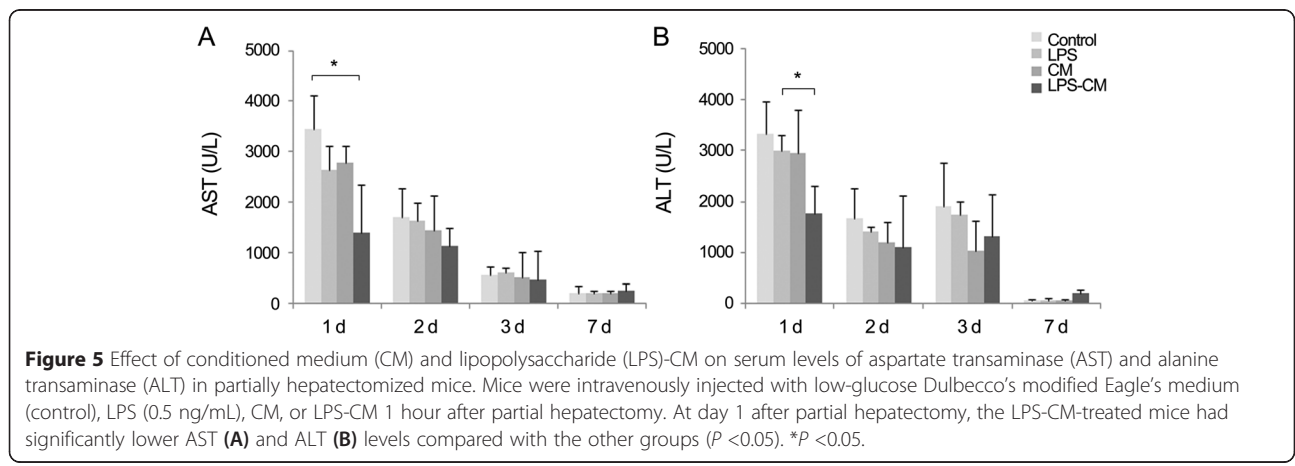 A
5000
4000
3000
2000
1000
0
AST (U/L)
*
1 d
2 d
3 d
7 d
B
5000
4000
3000
2000
1000
0
ALT (U/L)
*
1 d
2 d
3 d
7 d
Control
LPS
CM
LPS-CM
Figure 5 Effect of conditioned medium (CM) and lipopolysaccharide (LPS)-CM on serum levels of aspartate transaminase (AST) and alanine
transaminase (ALT) in partially hepatectomized mice. Mice were intravenously injected with low-glucose Dulbecco's modified Eagle's medium
(control), LPS (0.5 ng/mL), CM, or LPS-CM 1 hour after partial hepatectomy. At day 1 after partial hepatectomy, the LPS-CM-treated mice had
significantly lower AST (A) and ALT (B) levels compared with the other groups (P <0.05). *P <0.05.